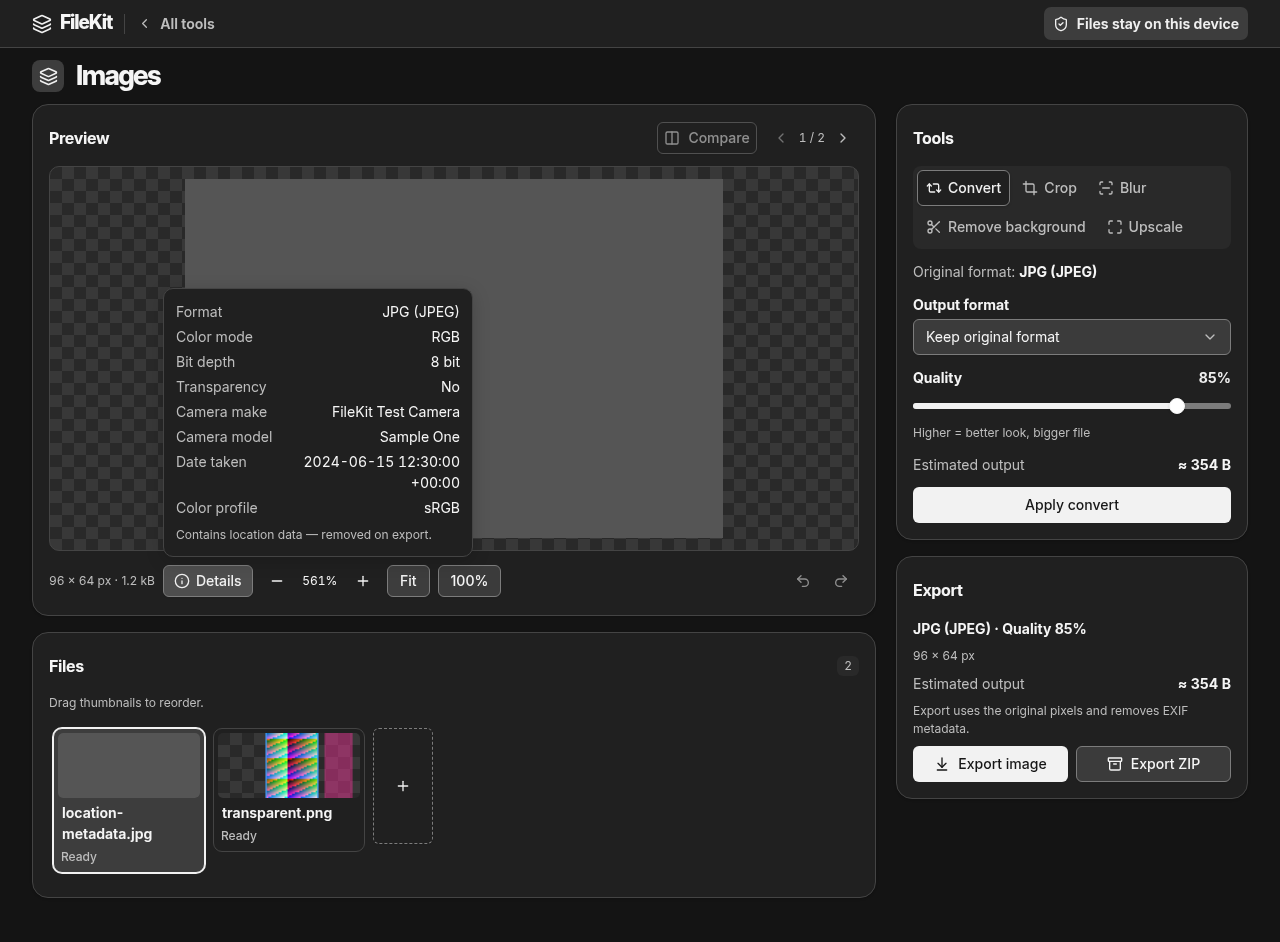 FileKit
All tools
Files stay on this device
Images
Preview
Compare
1 / 2
Format JPG (JPEG)
Color mode RGB
Bit depth 8 bit
Transparency No
Camera make FileKit Test Camera
Camera model Sample One
Date taken 2024-06-15 12:30:00
+00:00
Color profile sRGB
Contains location data — removed on export.
96 × 64 px · 1.2 kB
Details
561%
Fit
100%
Files
2
Drag thumbnails to reorder.
location-
metadata.jpg
Ready
transparent.png
Ready
Tools
Convert
Crop
Blur
Remove background
Upscale
Original format: JPG (JPEG)
Output format
Keep original format
Quality 85%
Higher = better look, bigger file
Estimated output ≈ 354 B
Apply convert
Export
JPG (JPEG) · Quality 85%
96 × 64 px
Estimated output ≈ 354 B
Export uses the original pixels and removes EXIF
metadata.
Export image
Export ZIP